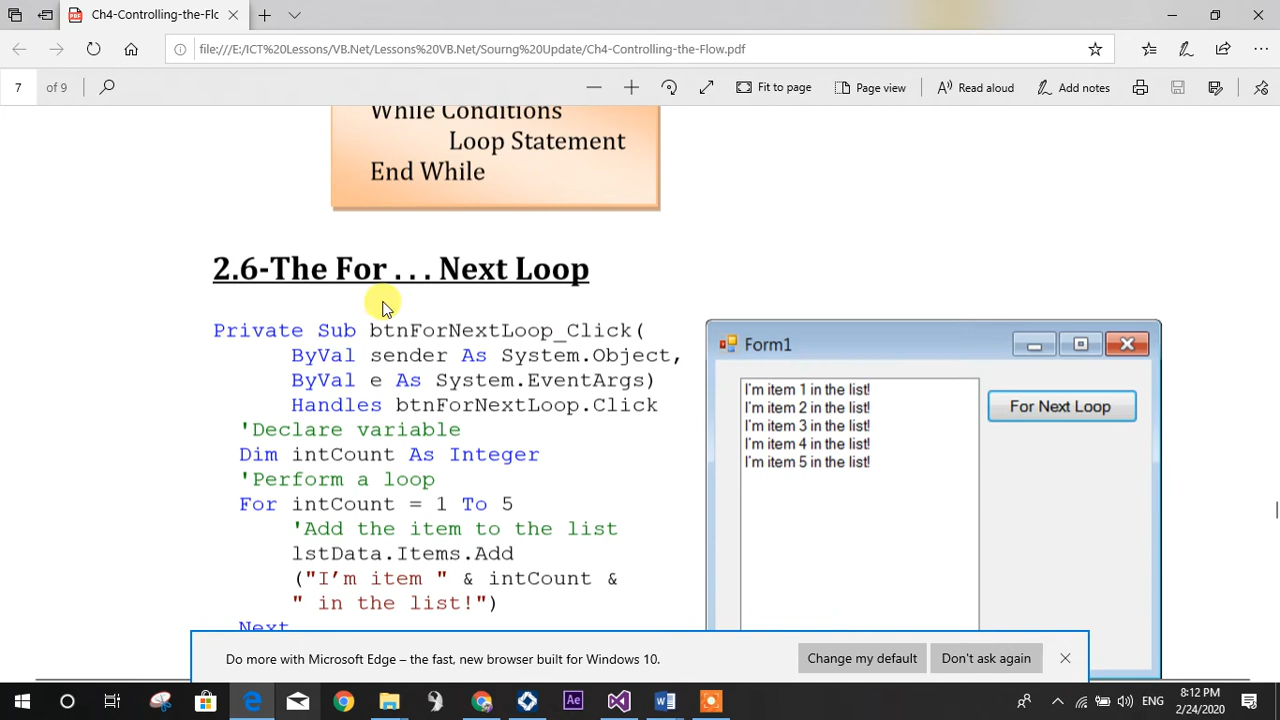 Ch4-Controlling-the-Flo
file:///E:/ICT%20Lessons/VB.Net/Lessons%20VB.Net/Sourng%20Update/Ch4-Controlling-the-Flow.pdf
7 of 9 Fit to page Page view Read aloud Add notes
While Conditions
Loop Statement
End While
2.6-The For . . . Next Loop
Private Sub btnForNextLoop_Click(
ByVal sender As System.Object,
ByVal e As System.EventArgs)
Handles btnForNextLoop.Click
'Declare variable
Dim intCount As Integer
'Perform a loop
For intCount = 1 To 5
'Add the item to the list
lstData.Items.Add
("I’m item " & intCount &
" in the list!")
Next
Form1
I'm item 1 in the list!
I'm item 2 in the list!
I'm item 3 in the list!
I'm item 4 in the list!
I'm item 5 in the list!
For Next Loop
Do more with Microsoft Edge – the fast, new browser built for Windows 10.
Change my default
Don't ask again
Ae
ENG
8:12 PM
2/24/2020